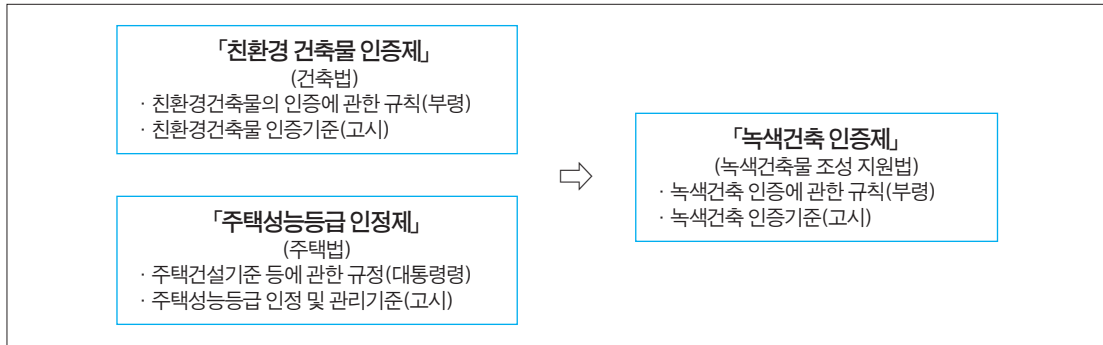 「친환경 건축물 인증제」
(건축법)
· 친환경건축물의 인증에 관한 규칙(부령)
· 친환경건축물 인증기준(고시)
「주택성능등급 인정제」
(주택법)
· 주택건설기준 등에 관한 규정(대통령령)
· 주택성능등급 인정 및 관리기준(고시)
「녹색건축 인증제」
(녹색건축물 조성 지원법)
· 녹색건축 인증에 관한 규칙(부령)
· 녹색건축 인증기준(고시)